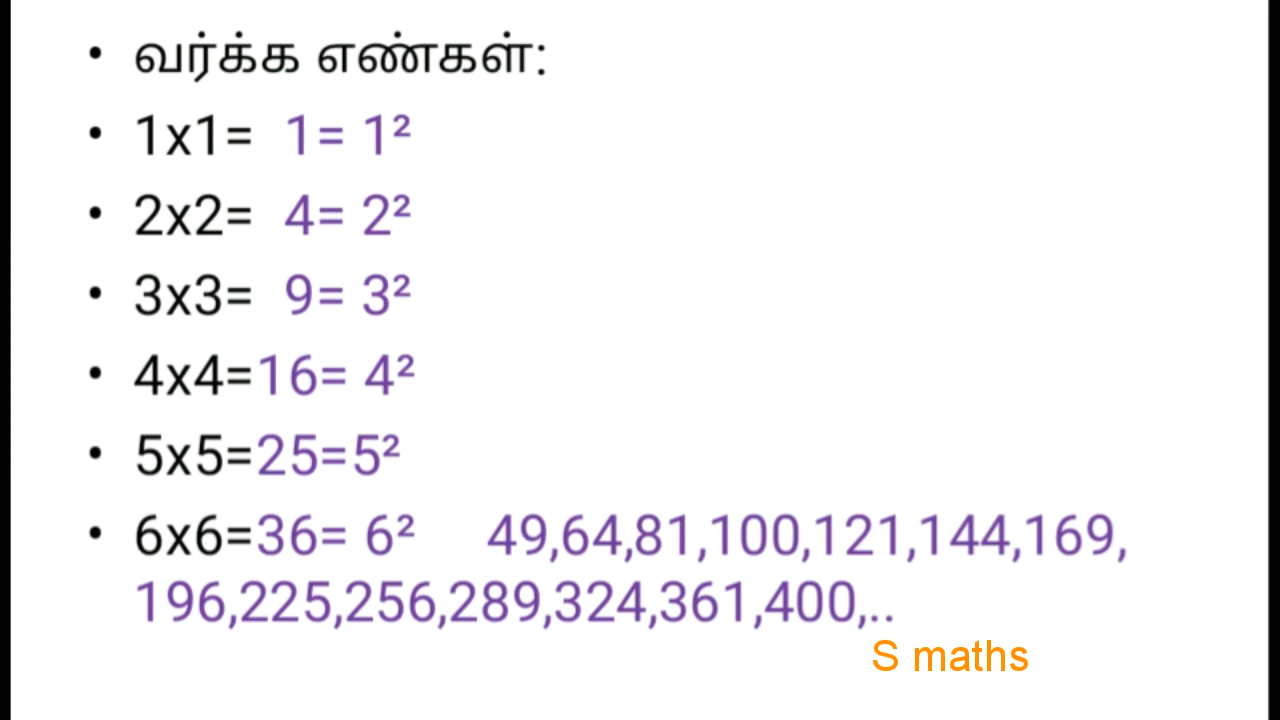 • வர்க்க எண்கள்:
• 1x1= 1= 1²
• 2x2= 4= 2²
• 3x3= 9= 3²
• 4x4=16= 4²
• 5x5=25=5²
• 6x6=36= 6² 49,64,81,100,121,144,169,
196,225,256,289,324,361,400,..
S maths